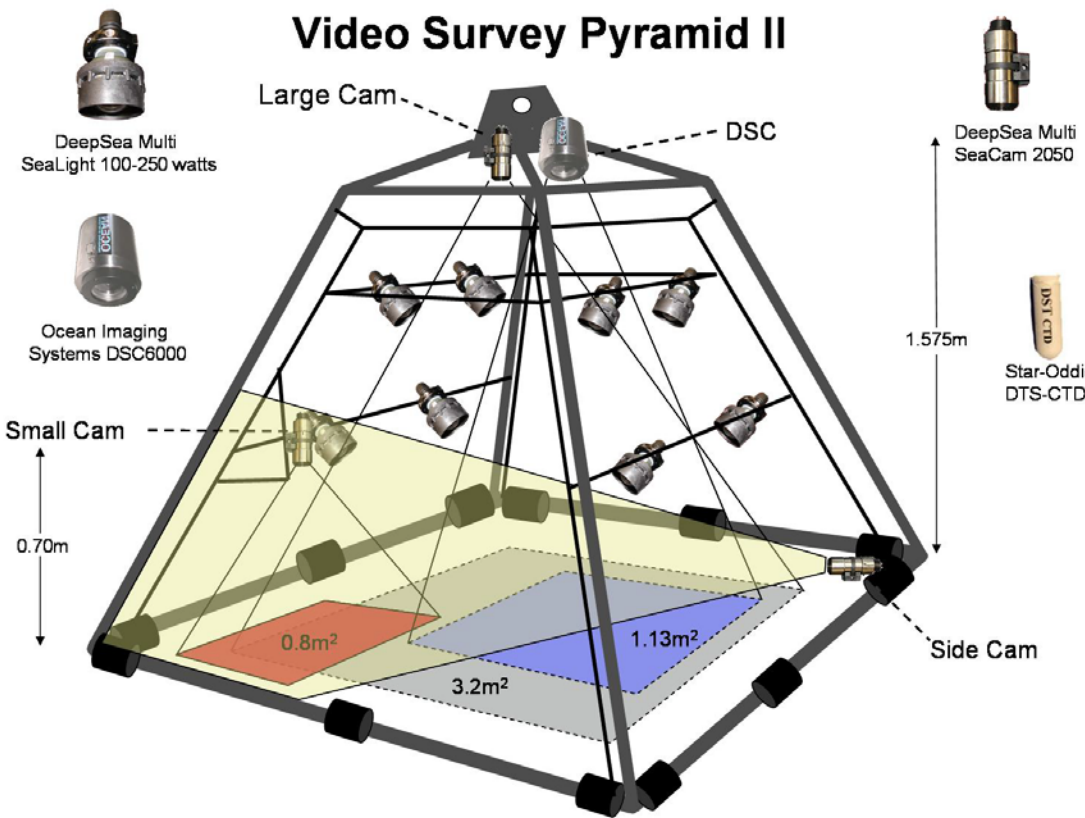 Video Survey Pyramid II
Large Cam
DSC
DeepSea Multi
SeaLight 100-250 watts
DeepSea Multi
SeaCam 2050
OCEAN
OCEAN
Ocean Imaging
Systems DSC6000
1.575m
DST CTD
Star-Oddi
DTS-CTD
Small Cam
0.70m
0.8m²
1.13m²
3.2m²
Side Cam